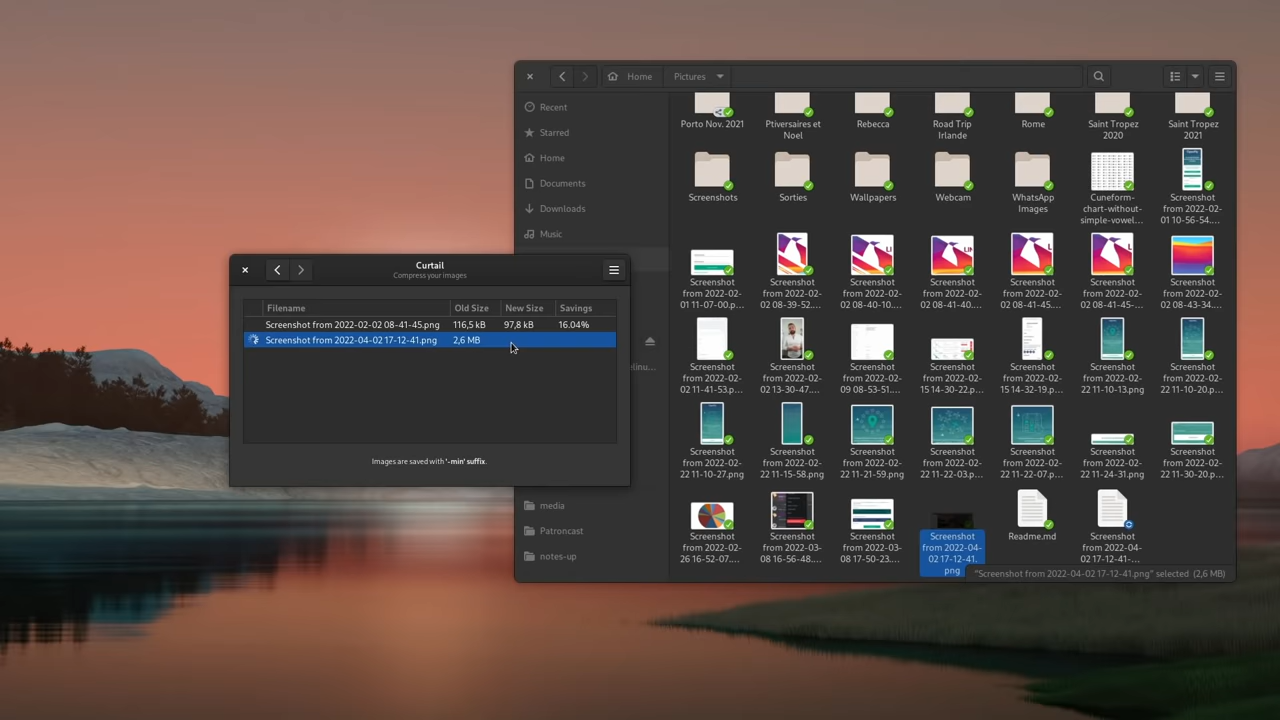 Home
Pictures
Recent
Starred
Home
Documents
Downloads
Music
media
Patroncast
notes-up
Porto Nov. 2021
Ptiversaires et
Noel
Rebecca
Road Trip
Irlande
Rome
Saint Tropez
2020
Saint Tropez
2021
Screenshots
Sorties
Wallpapers
Webcam
WhatsApp
Images
Cuneform-
chart-without-
simple-vowel...
Screenshot
from 2022-02-
01 10-56-54....
Screenshot
from 2022-02-
01 11-07-00.p...
Screenshot
from 2022-02-
02 08-39-52....
Screenshot
from 2022-02-
02 08-40-10....
Screenshot
from 2022-02-
02 08-41-40....
Screenshot
from 2022-02-
02 08-41-45....
Screenshot
from 2022-02-
02 08-41-45-...
Screenshot
from 2022-02-
02 08-43-34....
Screenshot
from 2022-02-
02 11-41-53.p...
Screenshot
from 2022-02-
02 13-30-47....
Screenshot
from 2022-02-
09 08-53-51....
Screenshot
from 2022-02-
15 14-30-22.p...
Screenshot
from 2022-02-
15 14-32-19.p...
Screenshot
from 2022-02-
22 11-10-13.png
Screenshot
from 2022-02-
22 11-10-20.p...
Screenshot
from 2022-02-
22 11-10-27.png
Screenshot
from 2022-02-
22 11-15-58.png
Screenshot
from 2022-02-
22 11-21-59.png
Screenshot
from 2022-02-
22 11-22-03.p...
Screenshot
from 2022-02-
22 11-22-07.png
Screenshot
from 2022-02-
22 11-24-31.png
Screenshot
from 2022-02-
22 11-30-20.p...
Screenshot
from 2022-02-
26 16-52-07....
Screenshot
from 2022-03-
08 16-56-48....
Screenshot
from 2022-03-
08 17-50-23....
Screenshot
from 2022-04-
02 17-12-41.
png
Readme.md
Screenshot
from 2022-04-
02 17-12-41-...
"Screenshot from 2022-04-02 17-12-41.png" selected (2,6 MB)
Curtail
Compress your images
Filename Old Size New Size Savings
Screenshot from 2022-02-02 08-41-45.png 116,5 kB 97,8 kB 16.04%
Screenshot from 2022-04-02 17-12-41.png 2,6 MB
Images are saved with '-min' suffix.